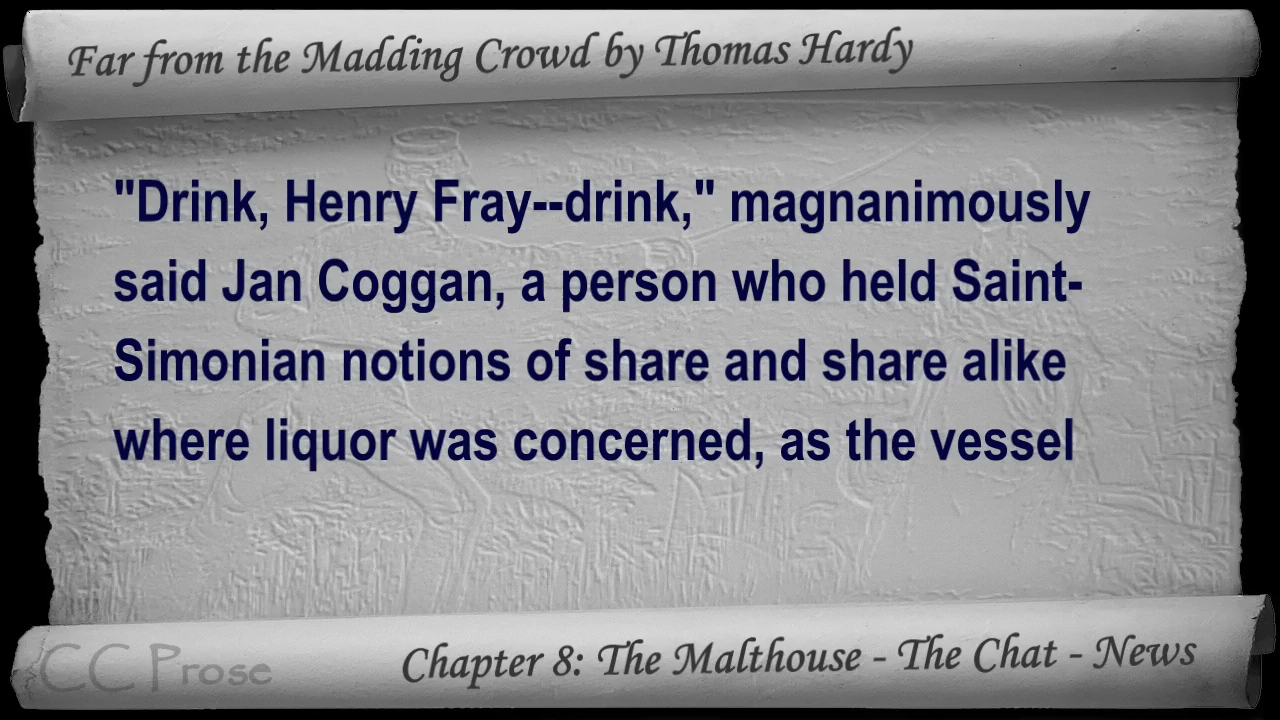 Far from the Madding Crowd by Thomas Hardy
"Drink, Henry Fray--drink," magnanimously
said Jan Coggan, a person who held Saint-
Simonian notions of share and share alike
where liquor was concerned, as the vessel
CC Prose
Chapter 8: The Malthouse - The Chat - News